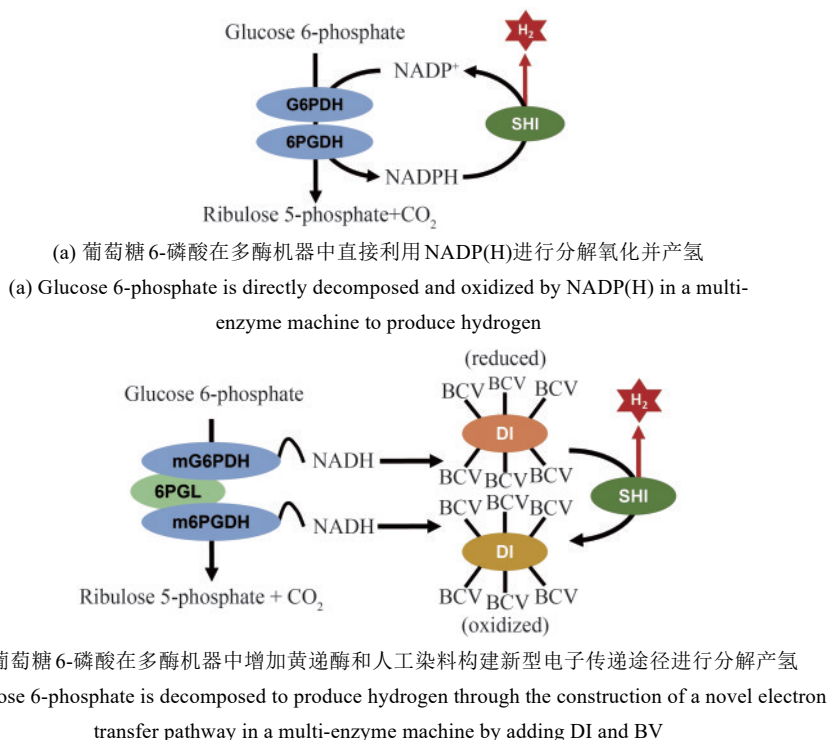 Glucose 6-phosphate
H₂
NADP⁺
G6PDH
SHI
6PGDH
NADPH
Ribulose 5-phosphate+CO₂
(a) 葡萄糖6-磷酸在多酶机器中直接利用NADP(H)进行分解氧化并产氢
(a) Glucose 6-phosphate is directly decomposed and oxidized by NADP(H) in a multi-
enzyme machine to produce hydrogen
(reduced)
Glucose 6-phosphate
BCV BCV BCV
H₂
mG6PDH
NADH
DI
6PGL
BCV BCV BCV
SHI
m6PGDH
NADH
BCV BCV BCV
DI
Ribulose 5-phosphate + CO₂
BCV BCV BCV
(oxidized)
葡萄糖6-磷酸在多酶机器中增加黄递酶和人工染料构建新型电子传递途径进行分解产氢
ose 6-phosphate is decomposed to produce hydrogen through the construction of a novel electron
transfer pathway in a multi-enzyme machine by adding DI and BV